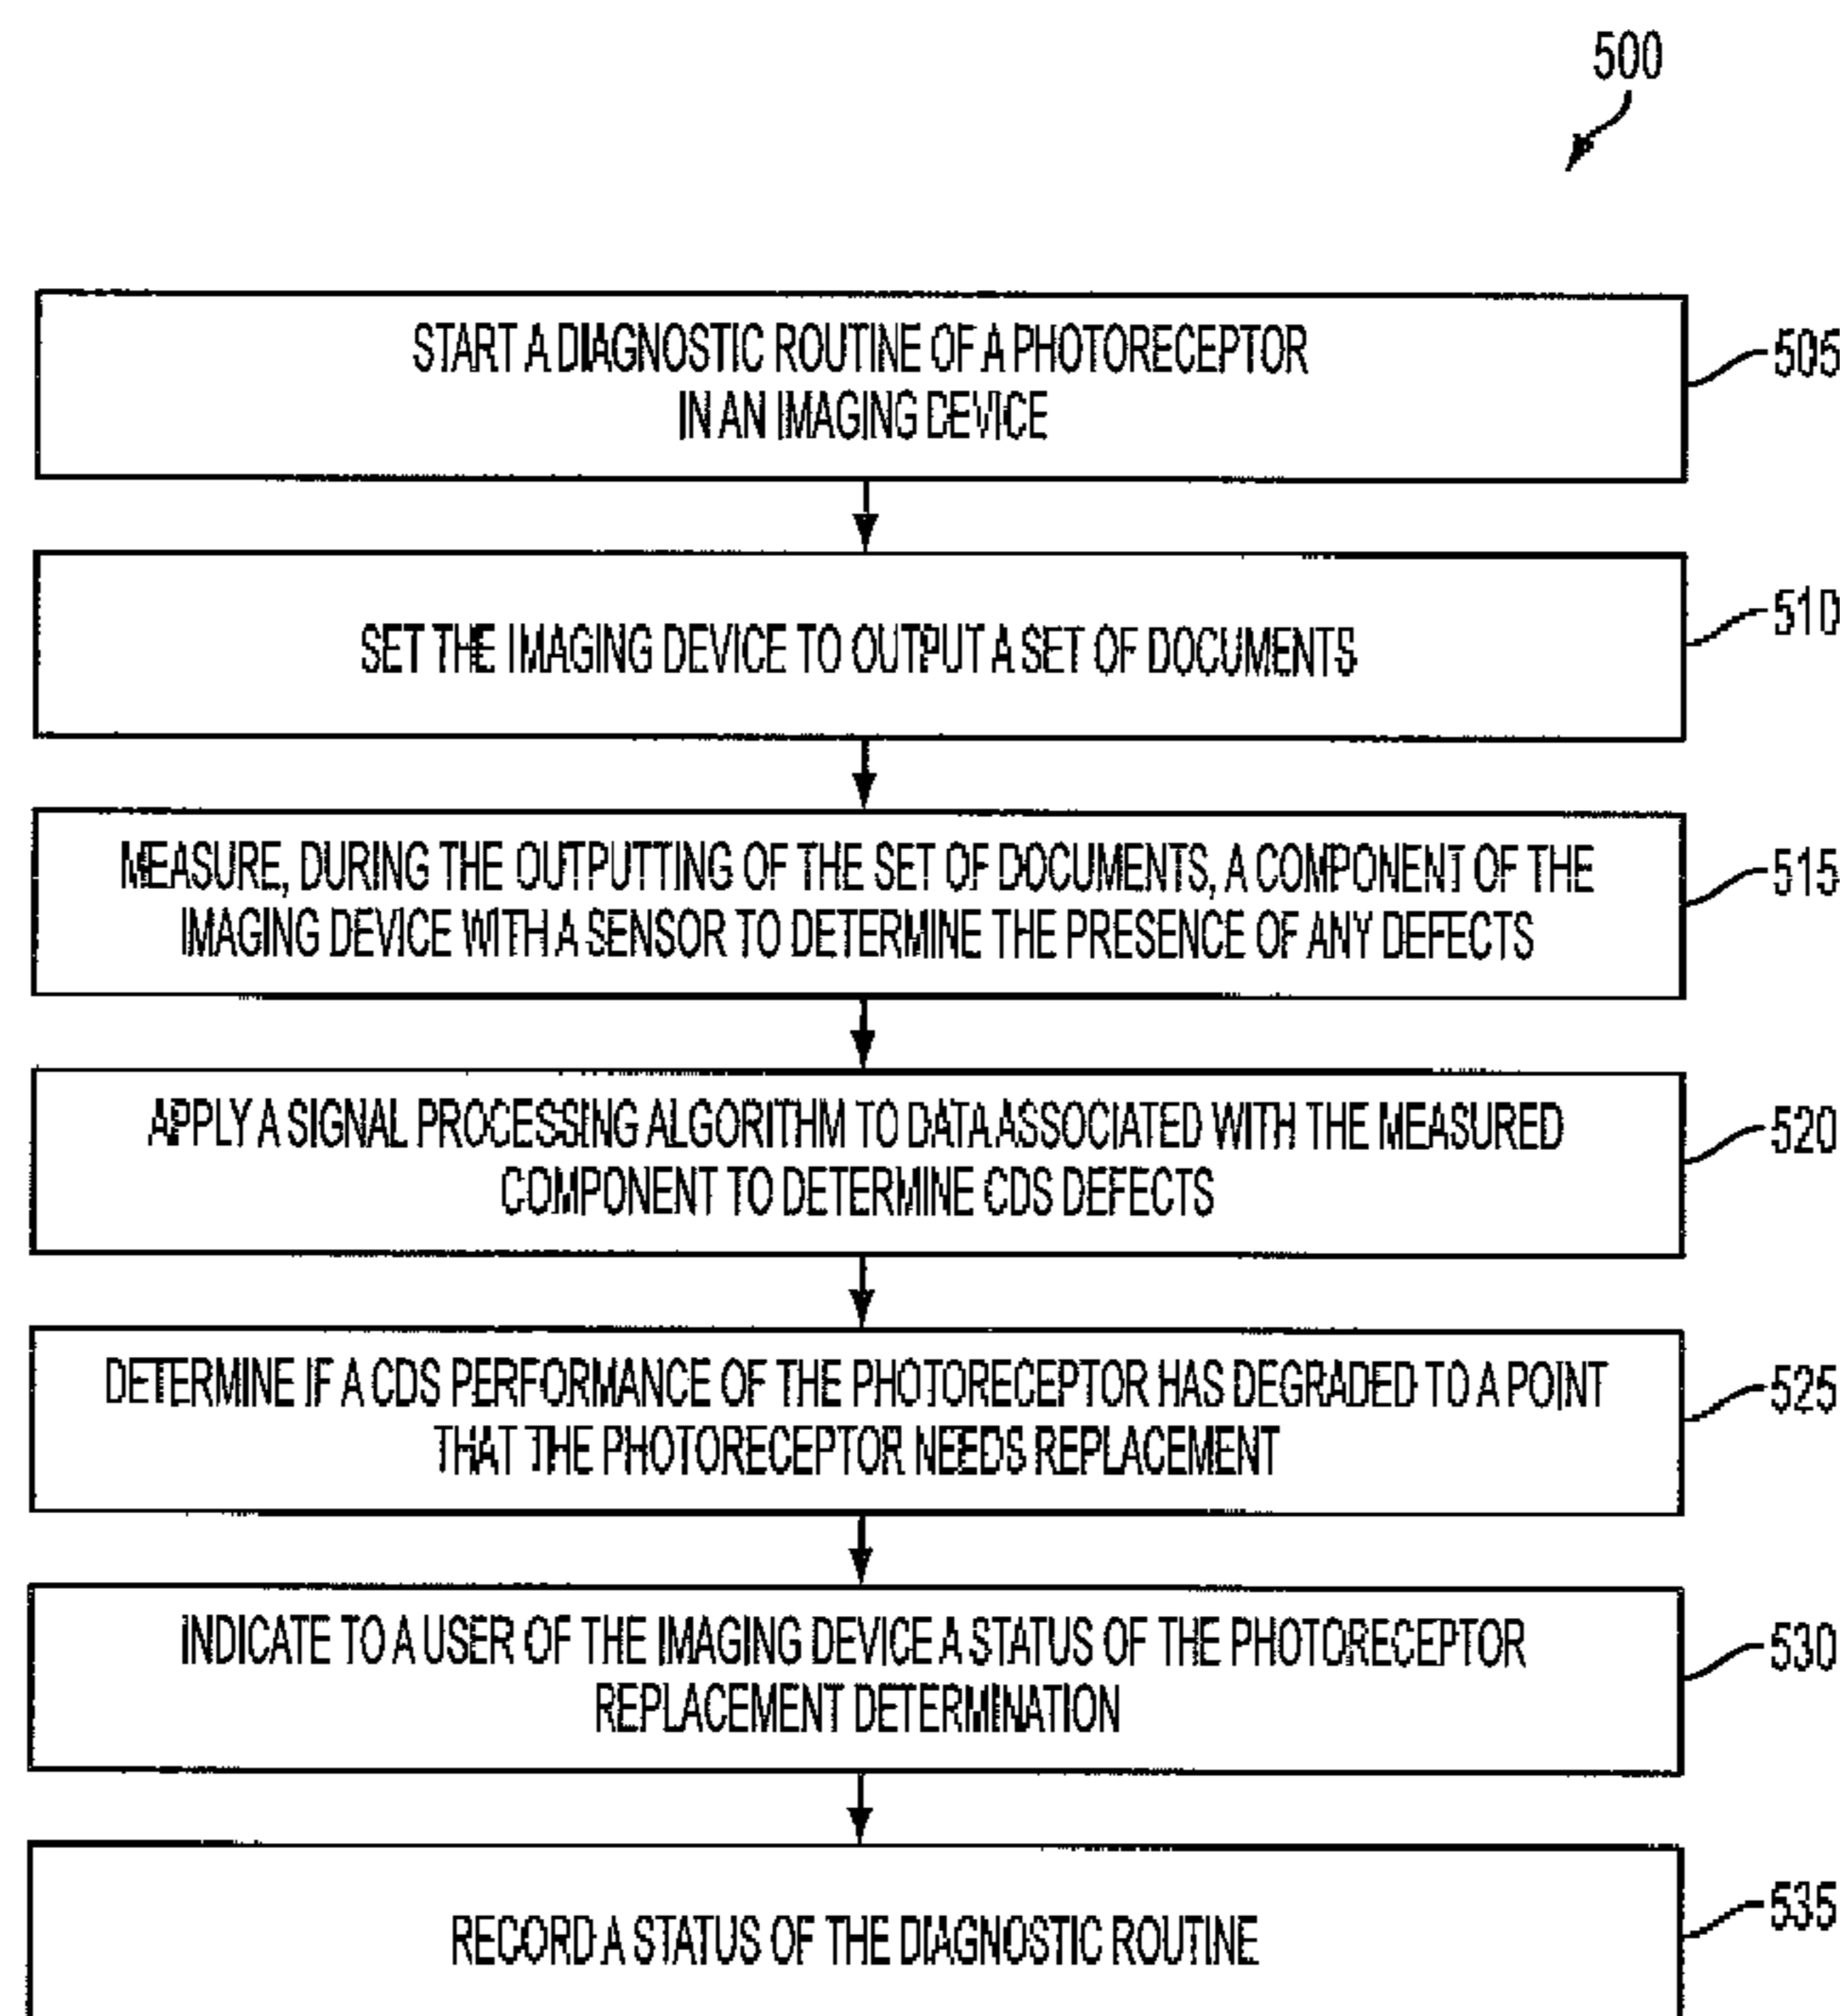 500
START A DIAGNOSTIC ROUTINE OF A PHOTORECEPTOR
IN AN IMAGING DEVICE
505
SET THE IMAGING DEVICE TO OUTPUT A SET OF DOCUMENTS
510
MEASURE, DURING THE OUTPUTTING OF THE SET OF DOCUMENTS, A COMPONENT OF THE
IMAGING DEVICE WITH A SENSOR TO DETERMINE THE PRESENCE OF ANY DEFECTS
515
APPLY A SIGNAL PROCESSING ALGORITHM TO DATA ASSOCIATED WITH THE MEASURED
COMPONENT TO DETERMINE CDS DEFECTS
520
DETERMINE IF A CDS PERFORMANCE OF THE PHOTORECEPTOR HAS DEGRADED TO A POINT
THAT THE PHOTORECEPTOR NEEDS REPLACEMENT
525
INDICATE TO A USER OF THE IMAGING DEVICE A STATUS OF THE PHOTORECEPTOR
REPLACEMENT DETERMINATION
530
RECORD A STATUS OF THE DIAGNOSTIC ROUTINE
535